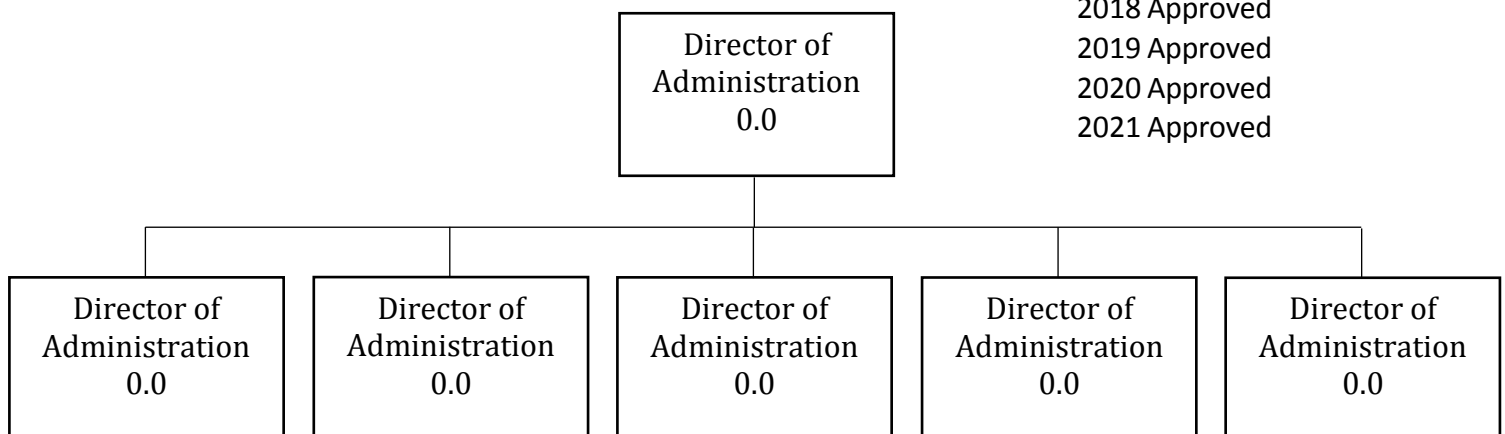 2018 Approved
2019 Approved
2020 Approved
2021 Approved
Director of
Administration
0.0
Director of
Administration
0.0
Director of
Administration
0.0
Director of
Administration
0.0
Director of
Administration
0.0
Director of
Administration
0.0